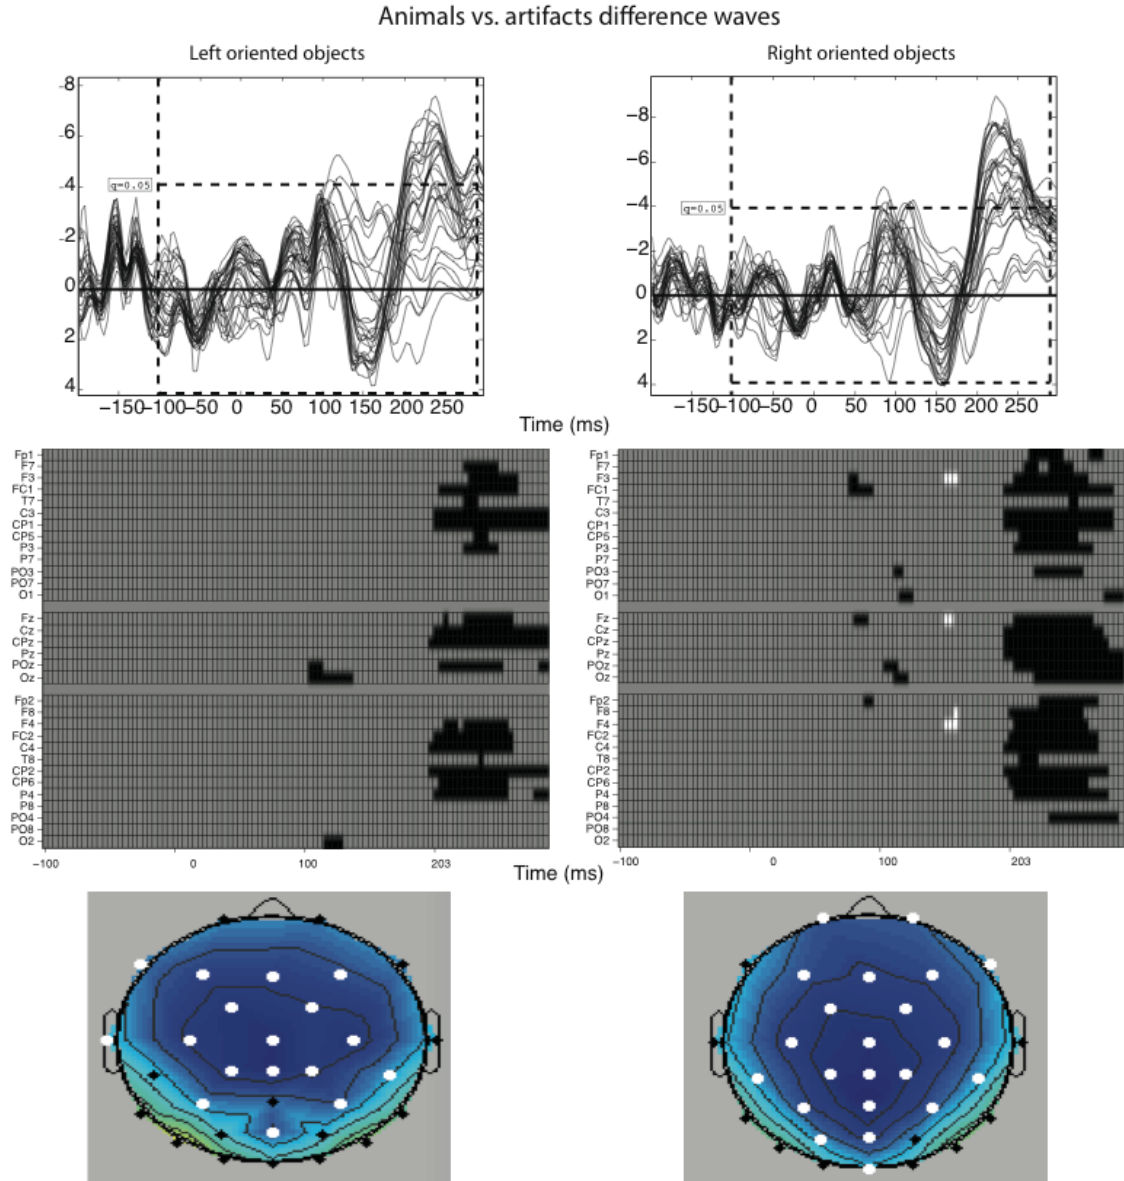 Animals vs. artifacts difference waves
Left oriented objects
Right oriented objects
-8
-6
-4
-2
0
2
4
q=0.05
-150 -100 -50 0 50 100 150 200 250
−8
−6
−4
−2
0
2
4
q=0.05
−150 −100 −50 0 50 100 150 200 250
Time (ms)
Fp1
F7
F3
FC1
T7
C3
CP1
CP5
P3
P7
PO3
PO7
O1
Fz
Cz
CPz
Pz
POz
Oz
Fp2
F8
F4
FC2
C4
T8
CP2
CP6
P4
P8
PO4
PO8
O2
−100 0 100 203
Fp1
F7
F3
FC1
T7
C3
CP1
CP5
P3
P7
PO3
PO7
O1
Fz
Cz
CPz
Pz
POz
Oz
Fp2
F8
F4
FC2
C4
T8
CP2
CP6
P4
P8
PO4
PO8
O2
−100 0 100 203
Time (ms)